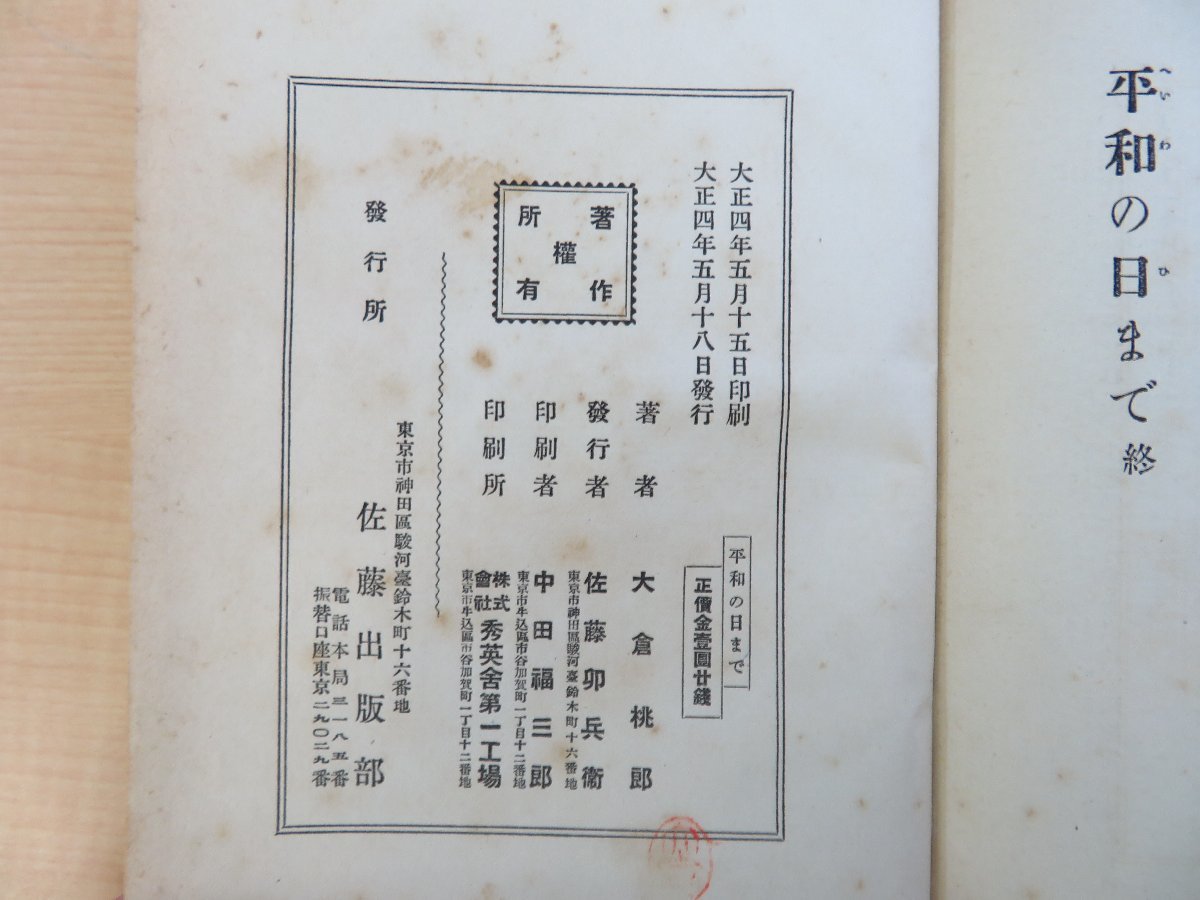 平和の日まで 終
へいわ ひ
大正四年五月十五日印刷
大正四年五月十八日發行
平和の日まで
正價金壹圓廿錢
著作權所有
著者 大倉桃郎
發行者 佐藤卯兵衞
東京市神田區駿河臺鈴木町十六番地
印刷者 中田福三郎
東京市牛込區市谷加賀町一丁目十二番地
印刷所 株式會社 秀英舍第一工場
東京市牛込區市谷加賀町一丁目十二番地
發行所
東京市神田區駿河臺鈴木町十六番地
佐藤出版部
電話本局三一八五番
振替口座東京二九〇二九番